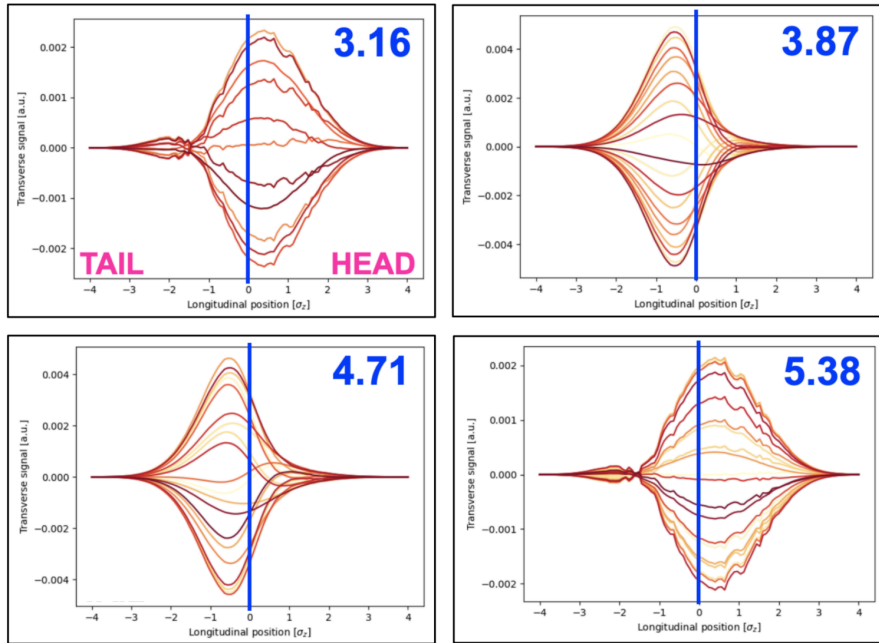 3.16
0.002
0.001
0.000
−0.001
−0.002
Transverse signal [a.u.]
TAIL
HEAD
−4 −3 −2 −1 0 1 2 3 4
Longitudinal position [σz]
3.87
0.004
0.002
0.000
−0.002
−0.004
Transverse signal [a.u.]
−4 −3 −2 −1 0 1 2 3 4
Longitudinal position [σz]
4.71
0.004
0.002
0.000
−0.002
−0.004
Transverse signal [a.u.]
−4 −3 −2 −1 0 1 2 3 4
Longitudinal position [σz]
5.38
0.002
0.001
0.000
−0.001
−0.002
Transverse signal [a.u.]
−4 −3 −2 −1 0 1 2 3 4
Longitudinal position [σz]